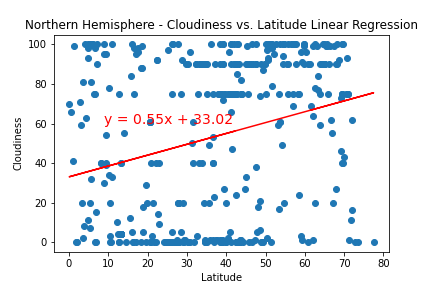 Northern Hemisphere - Cloudiness vs. Latitude Linear Regression
100
80
60
40
20
0
Cloudiness
y = 0.55x + 33.02
0 10 20 30 40 50 60 70 80
Latitude